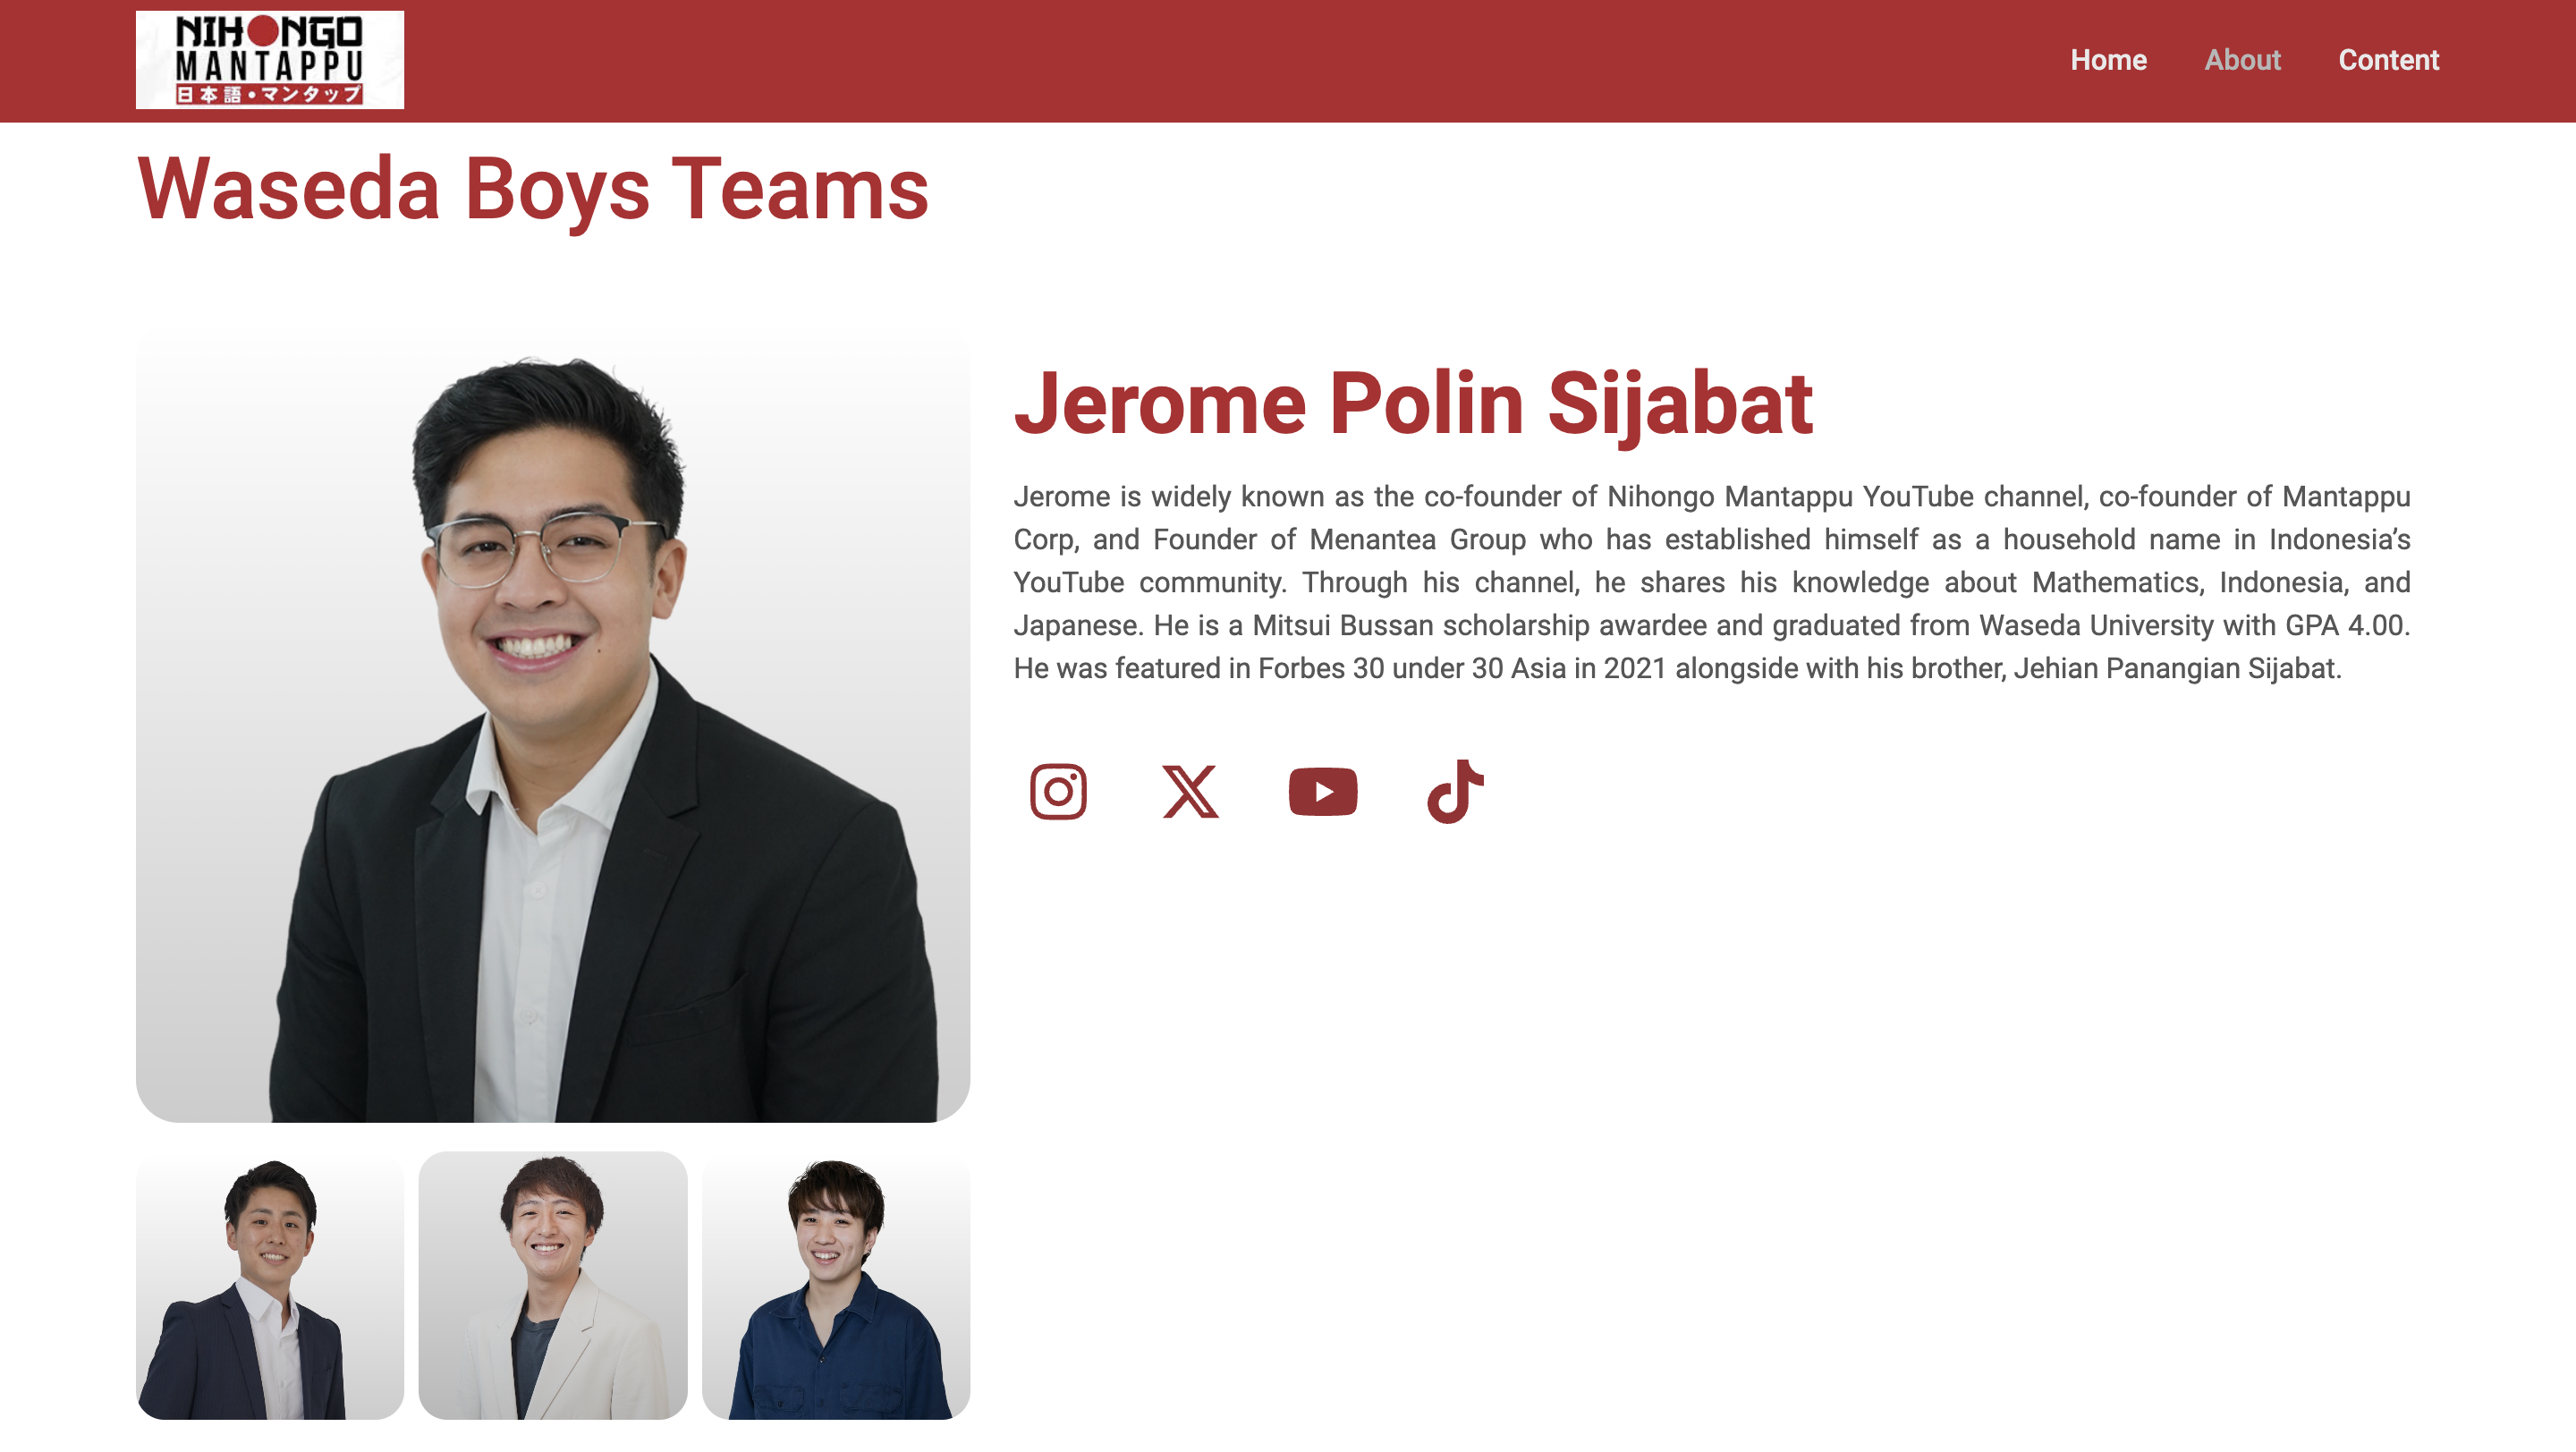 NIHONGO
MANTAPPU
日本語・マンタップ
Home
About
Content
Waseda Boys Teams
Jerome Polin Sijabat
Jerome is widely known as the co-founder of Nihongo Mantappu YouTube channel, co-founder of Mantappu
Corp, and Founder of Menantea Group who has established himself as a household name in Indonesia’s
YouTube community. Through his channel, he shares his knowledge about Mathematics, Indonesia, and
Japanese. He is a Mitsui Bussan scholarship awardee and graduated from Waseda University with GPA 4.00.
He was featured in Forbes 30 under 30 Asia in 2021 alongside with his brother, Jehian Panangian Sijabat.